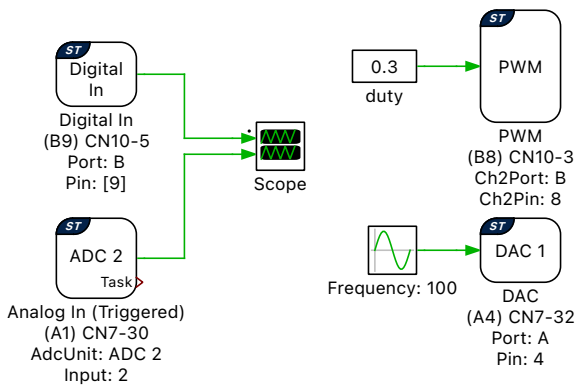 ST
Digital
In
Digital In
(B9) CN10-5
Port: B
Pin: [9]
Scope
ST
ADC 2
Task
Analog In (Triggered)
(A1) CN7-30
AdcUnit: ADC 2
Input: 2
0.3
duty
ST
PWM
PWM
(B8) CN10-3
Ch2Port: B
Ch2Pin: 8
Frequency: 100
ST
DAC 1
DAC
(A4) CN7-32
Port: A
Pin: 4